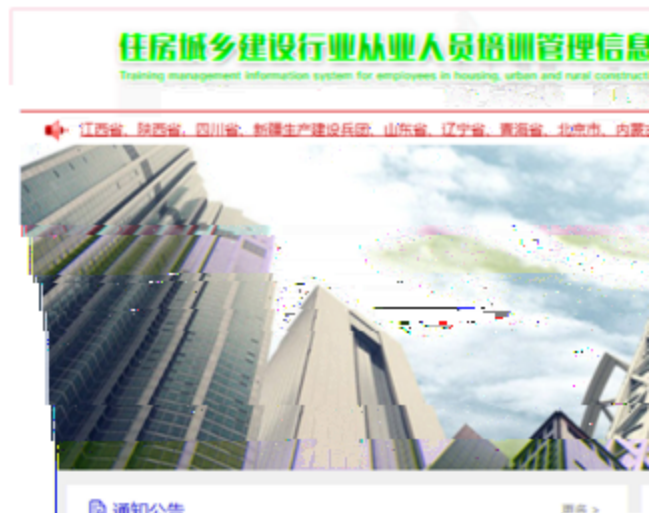 住房城乡建设行业从业人员培训管理信息
Training management information system for employees in housing, urban and rural construct
江西省、陕西省、四川省、新疆生产建设兵团、山东省、辽宁省、青海省、北京市、内蒙
通知公告
更多 >